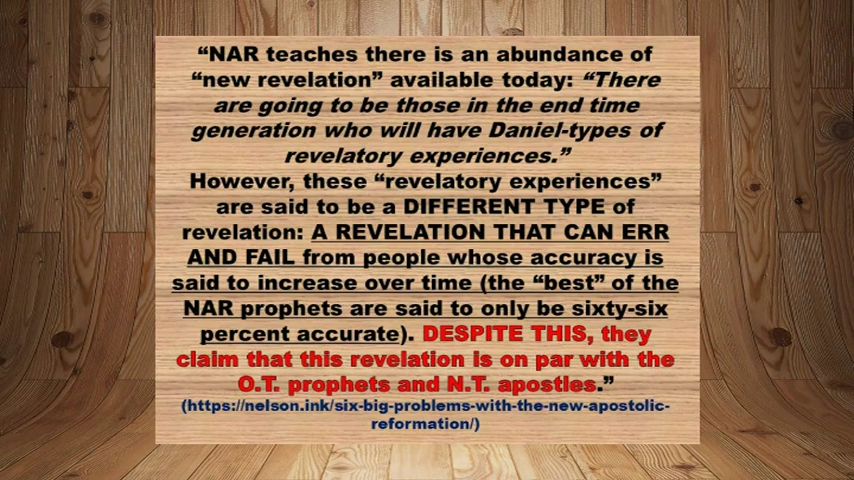 “NAR teaches there is an abundance of
“new revelation” available today: “There
are going to be those in the end time
generation who will have Daniel-types of
revelatory experiences.”
However, these “revelatory experiences”
are said to be a DIFFERENT TYPE of
revelation: A REVELATION THAT CAN ERR
AND FAIL from people whose accuracy is
said to increase over time (the “best” of the
NAR prophets are said to only be sixty-six
percent accurate). DESPITE THIS, they
claim that this revelation is on par with the
O.T. prophets and N.T. apostles.”
(https://nelson.ink/six-big-problems-with-the-new-apostolic-
reformation/)